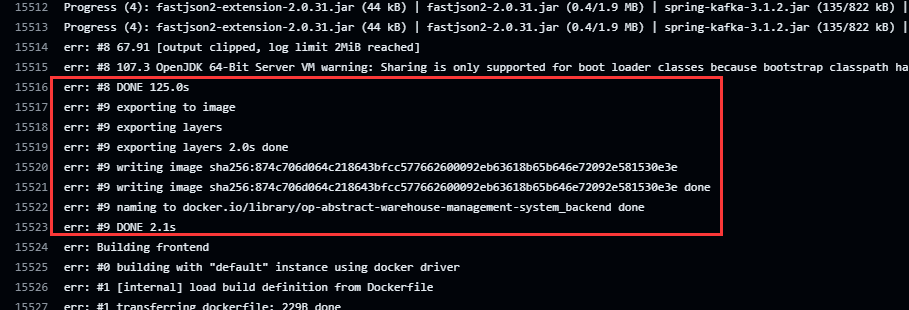 15512 Progress (4): fastjson2-extension-2.0.31.jar (44 kB) | fastjson2-2.0.31.jar (0.4/1.9 MB) | spring-kafka-3.1.2.jar (135/822 kB) |
15513 Progress (4): fastjson2-extension-2.0.31.jar (44 kB) | fastjson2-2.0.31.jar (0.4/1.9 MB) | spring-kafka-3.1.2.jar (135/822 kB) |
15514 err: #8 67.91 [output clipped, log limit 2MiB reached]
15515 err: #8 107.3 OpenJDK 64-Bit Server VM warning: Sharing is only supported for boot loader classes because bootstrap classpath ha
15516 err: #8 DONE 125.0s
15517 err: #9 exporting to image
15518 err: #9 exporting layers
15519 err: #9 exporting layers 2.0s done
15520 err: #9 writing image sha256:874c706d064c218643bfcc577662600092eb63618b65b646e72092e581530e3e
15521 err: #9 writing image sha256:874c706d064c218643bfcc577662600092eb63618b65b646e72092e581530e3e done
15522 err: #9 naming to docker.io/library/op-abstract-warehouse-management-system_backend done
15523 err: #9 DONE 2.1s
15524 err: Building frontend
15525 err: #0 building with "default" instance using docker driver
15526 err: #1 [internal] load build definition from Dockerfile
15527 err: #1 transferring dockerfile: 229B done